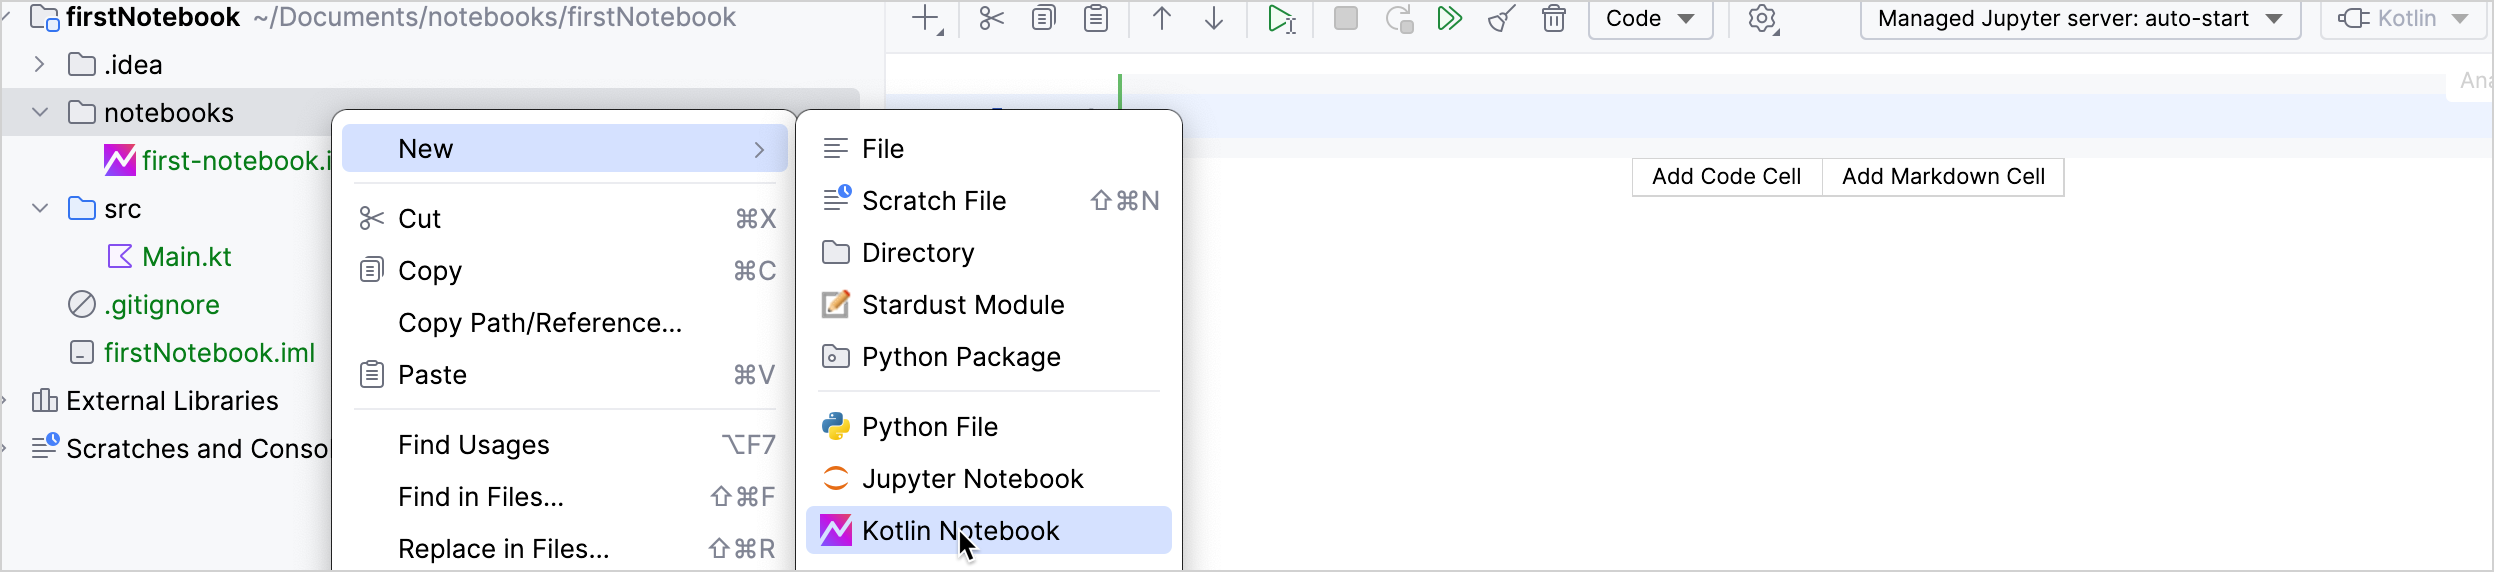 firstNotebook ~/Documents/notebooks/firstNotebook
Code
Managed Jupyter server: auto-start
Kotlin
.idea
notebooks
first-notebook.i
src
Main.kt
.gitignore
firstNotebook.iml
External Libraries
Scratches and Conso
New
Cut ⌘X
Copy ⌘C
Copy Path/Reference...
Paste ⌘V
Find Usages ⌥F7
Find in Files... ⇧⌘F
Replace in Files... ⇧⌘R
File
Scratch File ⇧⌘N
Directory
Stardust Module
Python Package
Python File
Jupyter Notebook
Kotlin Notebook
Ana
Add Code Cell
Add Markdown Cell